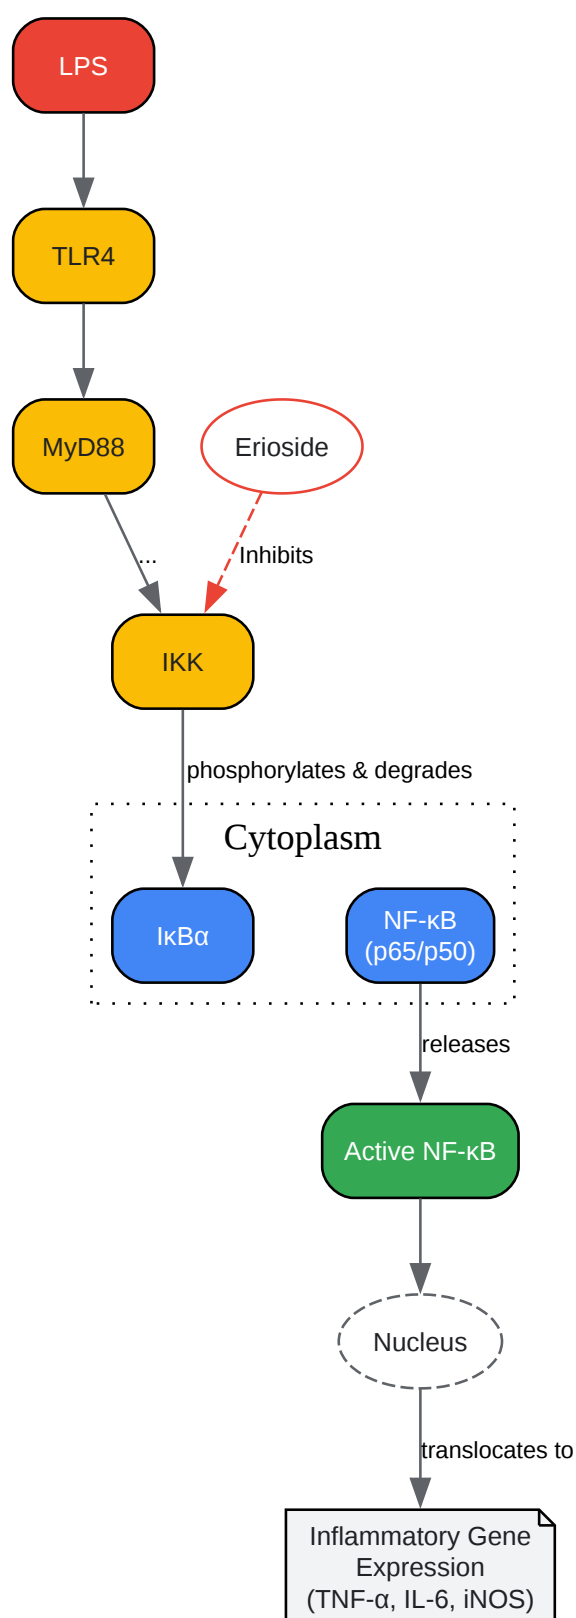 LPS
TLR4
MyD88
Erioside
...
Inhibits
IKK
phosphorylates & degrades
Cytoplasm
IκBα
NF-κB
(p65/p50)
releases
Active NF-κB
Nucleus
translocates to
Inflammatory Gene
Expression
(TNF-α, IL-6, iNOS)